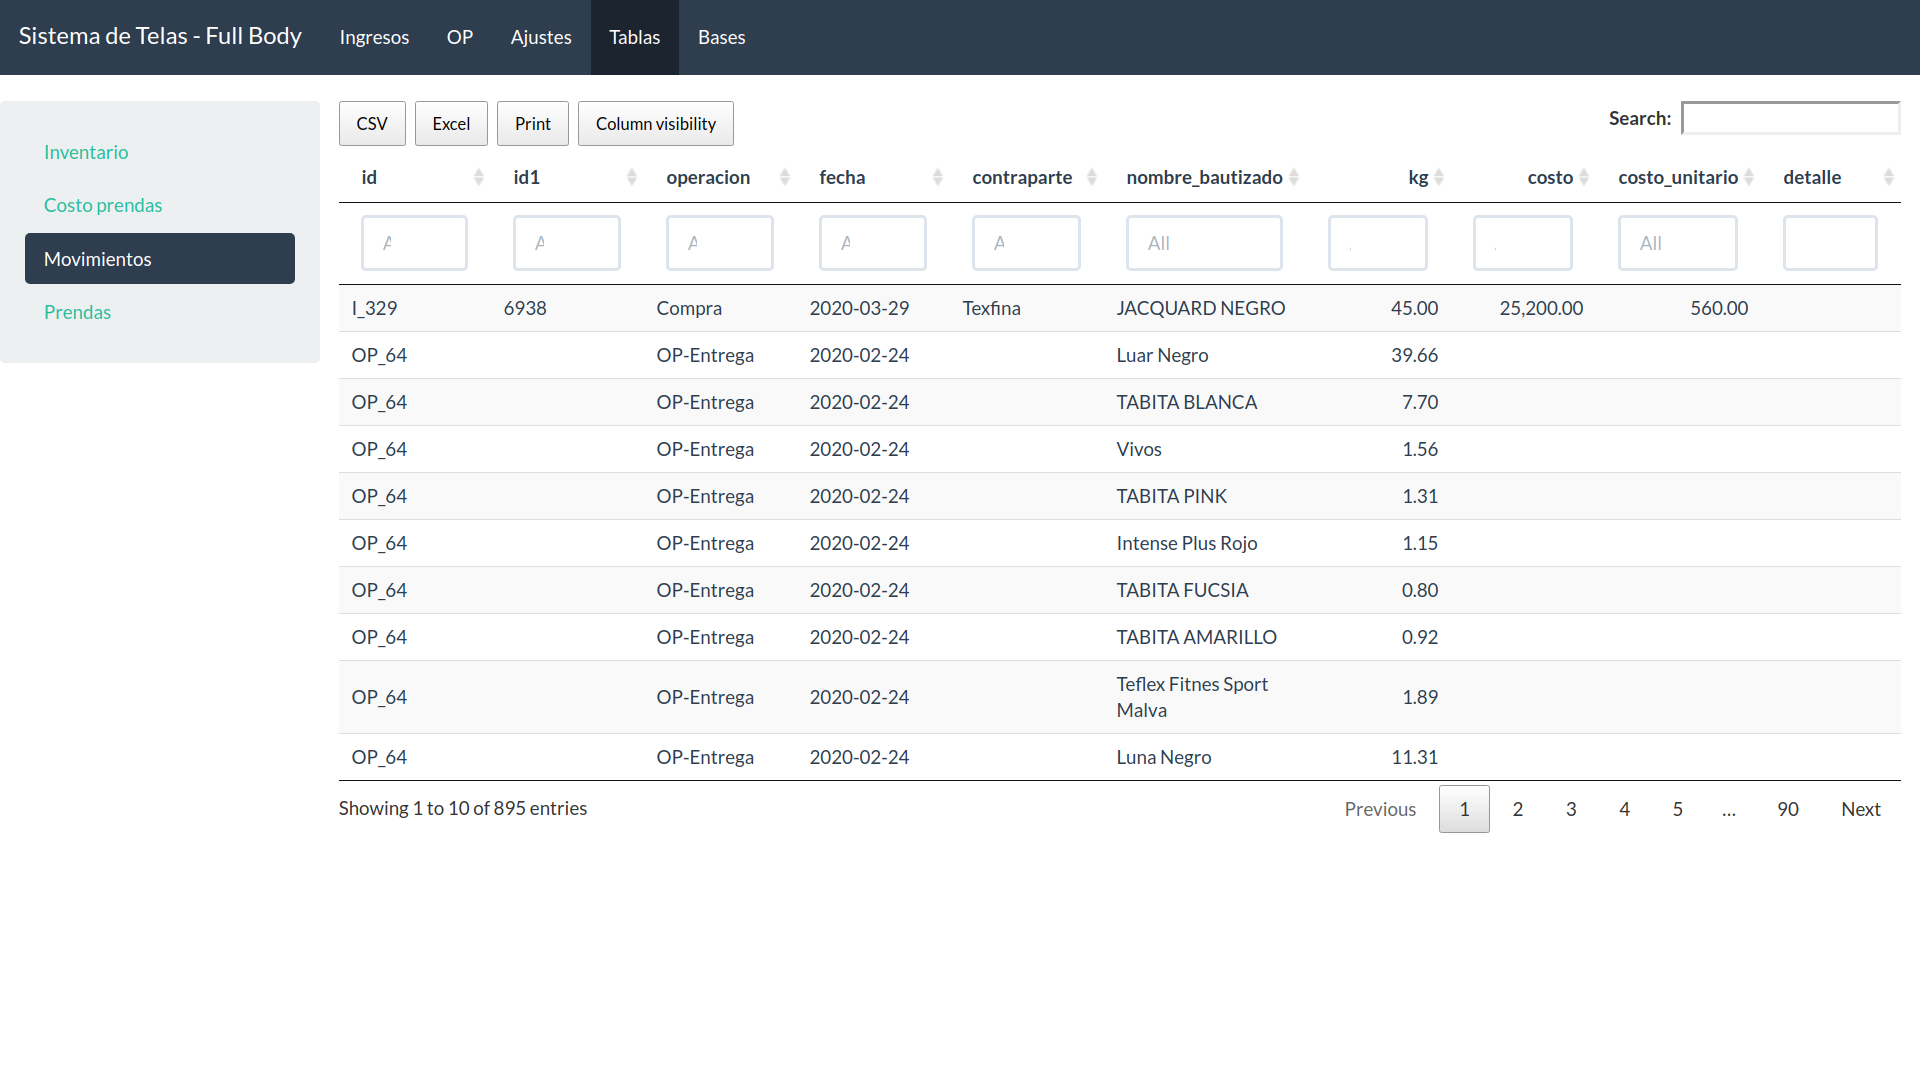 Sistema de Telas - Full Body Ingresos OP Ajustes Tablas Bases
Inventario
Costo prendas
Movimientos
Prendas
CSV Excel Print Column visibility Search:
id id1 operacion fecha contraparte nombre_bautizado kg costo costo_unitario detalle
All All
I_329 6938 Compra 2020-03-29 Texfina JACQUARD NEGRO 45.00 25,200.00 560.00
OP_64 OP-Entrega 2020-02-24 Luar Negro 39.66
OP_64 OP-Entrega 2020-02-24 TABITA BLANCA 7.70
OP_64 OP-Entrega 2020-02-24 Vivos 1.56
OP_64 OP-Entrega 2020-02-24 TABITA PINK 1.31
OP_64 OP-Entrega 2020-02-24 Intense Plus Rojo 1.15
OP_64 OP-Entrega 2020-02-24 TABITA FUCSIA 0.80
OP_64 OP-Entrega 2020-02-24 TABITA AMARILLO 0.92
OP_64 OP-Entrega 2020-02-24 Teflex Fitnes Sport Malva 1.89
OP_64 OP-Entrega 2020-02-24 Luna Negro 11.31
Showing 1 to 10 of 895 entries Previous 1 2 3 4 5 … 90 Next